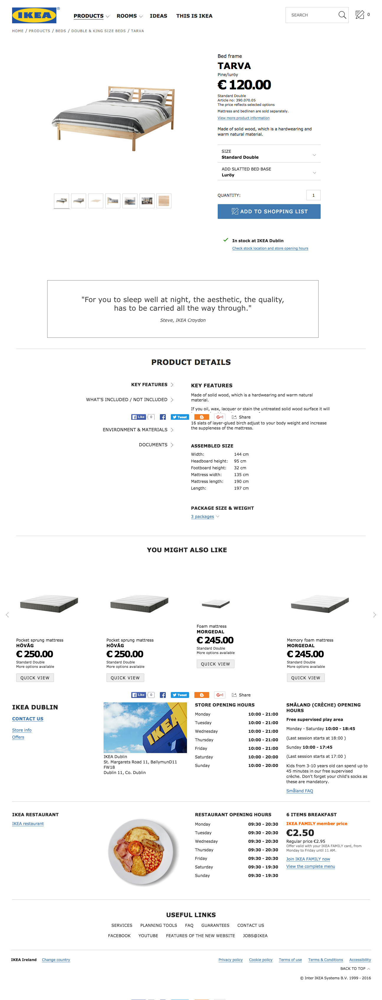 IKEA®
PRODUCTS
ROOMS
IDEAS
THIS IS IKEA
SEARCH
0
HOME / PRODUCTS / BEDS / DOUBLE & KING SIZE BEDS / TARVA
Bed frame
TARVA
Pine/luröy
€ 120.00
Standard Double
Article no: 390.070.05
The price reflects selected options
Mattress and bedlinen are sold separately.
View more product information
Made of solid wood, which is a hardwearing and
warm natural material.
SIZE
Standard Double
ADD SLATTED BED BASE
Luröy
QUANTITY:
1
ADD TO SHOPPING LIST
In stock at IKEA Dublin
Check stock location and store opening hours
"For you to sleep well at night, the aesthetic, the quality,
has to be carried all the way through."
Steve, IKEA Croydon
PRODUCT DETAILS
KEY FEATURES
WHAT'S INCLUDED / NOT INCLUDED
ENVIRONMENT & MATERIALS
DOCUMENTS
KEY FEATURES
Made of solid wood, which is a hardwearing and warm natural
material.
If you oil, wax, lacquer or stain the untreated solid wood surface it will
Like
0
Tweet
G+1
Share
16 slats of layer-glued birch adjust to your body weight and increase
the suppleness of the mattress.
ASSEMBLED SIZE
Width: 144 cm
Headboard height: 95 cm
Footboard height: 32 cm
Mattress width: 135 cm
Mattress length: 190 cm
Length: 197 cm
PACKAGE SIZE & WEIGHT
3 packages
YOU MIGHT ALSO LIKE
Pocket sprung mattress
HÖVÅG
€ 250.00
Standard Double
More options available
QUICK VIEW
Pocket sprung mattress
HÖVÅG
€ 250.00
Standard Double
More options available
QUICK VIEW
Foam mattress
MORGEDAL
€ 245.00
Standard Double
More options available
QUICK VIEW
Memory foam mattress
MORGEDAL
€ 245.00
Standard Double
More options available
QUICK VIEW
Like
0
Tweet
G+1
Share
IKEA DUBLIN
CONTACT US
Store info
Offers
IKEA
IKEA Dublin
St. Margarets Road 11, BallymunD11
FW18
Dublin 11, Co. Dublin
STORE OPENING HOURS
Monday 10:00 - 21:00
Tuesday 10:00 - 21:00
Wednesday 10:00 - 21:00
Thursday 10:00 - 21:00
Friday 10:00 - 21:00
Saturday 10:00 - 20:00
Sunday 10:00 - 20:00
SMÅLAND (CRÈCHE) OPENING
HOURS
Free supervised play area
Monday - Saturday 10:00 - 18:45
(Last session starts at 18:00 )
Sunday 10:00 - 17:45
(Last session starts at 17:00 )
Kids from 3-10 years old can spend up to
45 minutes in our free supervised
crèche. Don't forget your child's socks as
these are mandatory.
Småland FAQ
IKEA RESTAURANT
IKEA restaurant
RESTAURANT OPENING HOURS
Monday 09:30 - 20:30
Tuesday 09:30 - 20:30
Wednesday 09:30 - 20:30
Thursday 09:30 - 20:30
Friday 09:30 - 20:30
Saturday 09:30 - 19:30
Sunday 09:30 - 19:30
6 ITEMS BREAKFAST
IKEA FAMILY member price
€2.50
Regular price €2.95
Offer valid with your IKEA FAMILY card, from
Monday to Friday until 11 AM.
Join IKEA FAMILY now
View the complete menu
USEFUL LINKS
SERVICES PLANNING TOOLS FAQ GUARANTEES CONTACT US
FACEBOOK YOUTUBE FEATURES OF THE NEW WEBSITE JOBS@IKEA
IKEA Ireland Change country
Privacy policy Cookie policy Terms of use Terms & Conditions Accessibility
BACK TO TOP
© Inter IKEA Systems B.V. 1999 - 2016